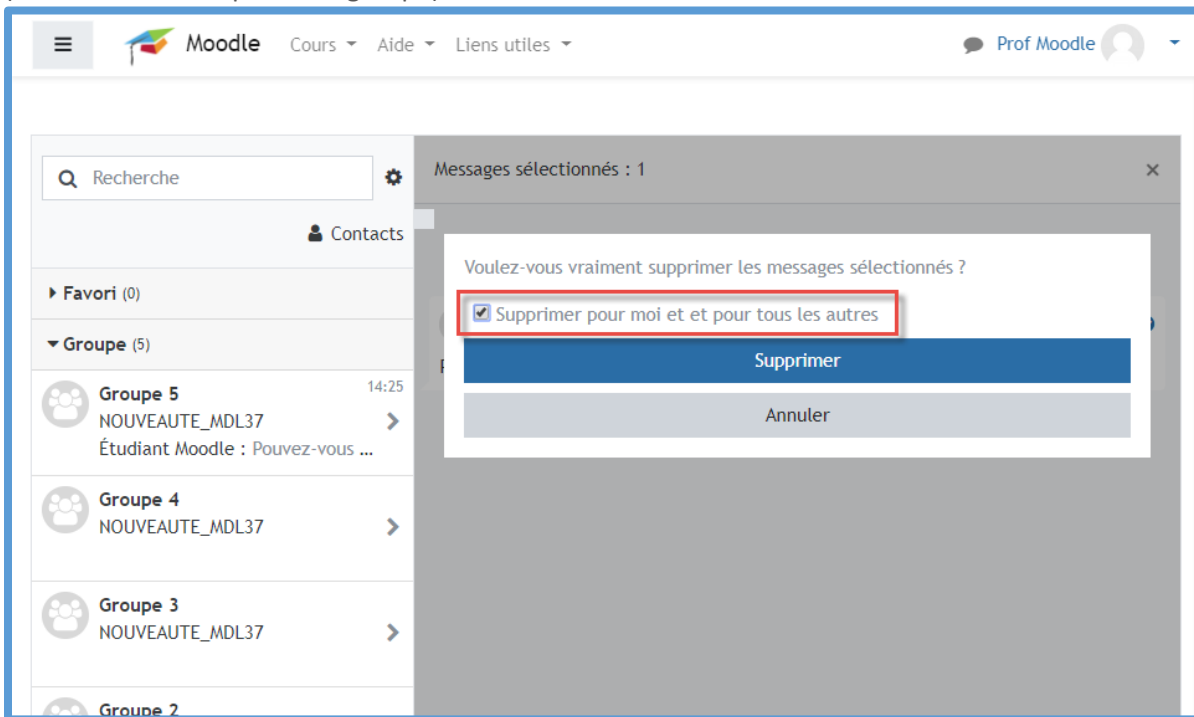 Moodle Cours Aide Liens utiles Prof Moodle
Recherche
Contacts
Favori (0)
Groupe (5)
Groupe 5 14:25
NOUVEAUTE_MDL37
Étudiant Moodle : Pouvez-vous ...
Groupe 4
NOUVEAUTE_MDL37
Groupe 3
NOUVEAUTE_MDL37
Groupe 2
Messages sélectionnés : 1
Voulez-vous vraiment supprimer les messages sélectionnés ?
Supprimer pour moi et et pour tous les autres
Supprimer
Annuler